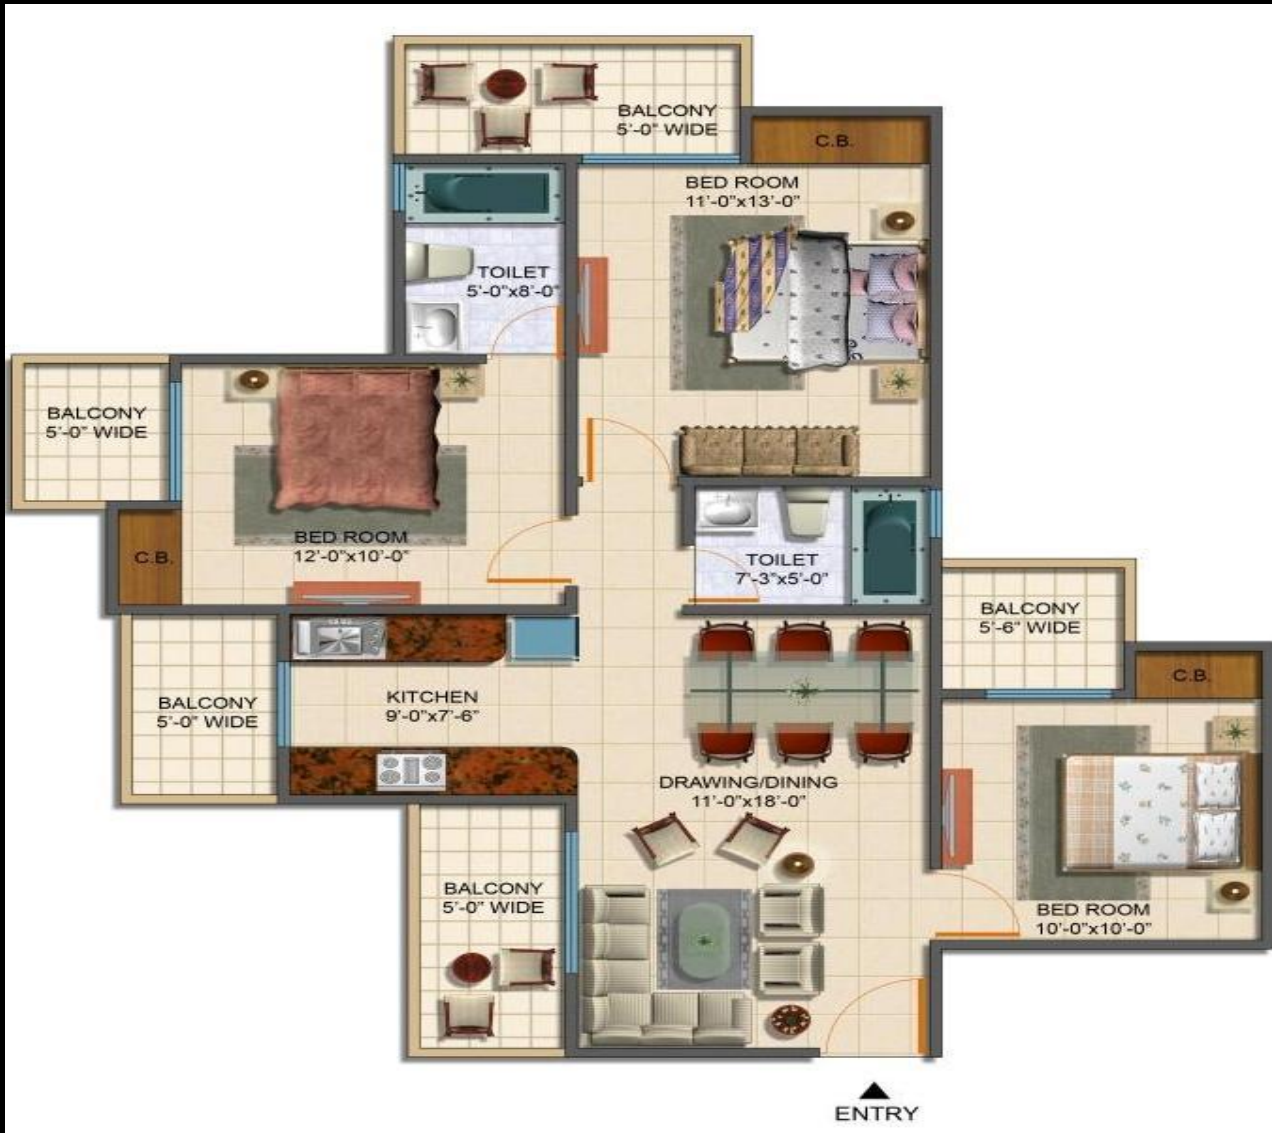 BALCONY
5'-0" WIDE
C.B.
BED ROOM
11'-0"x13'-0"
TOILET
5'-0"x8'-0"
BALCONY
5'-0" WIDE
BED ROOM
12'-0"x10'-0"
C.B.
TOILET
7'-3"x5'-0"
BALCONY
5'-6" WIDE
C.B.
BALCONY
5'-0" WIDE
KITCHEN
9'-0"x7'-6"
DRAWING/DINING
11'-0"x18'-0"
BALCONY
5'-0" WIDE
BED ROOM
10'-0"x10'-0"
ENTRY